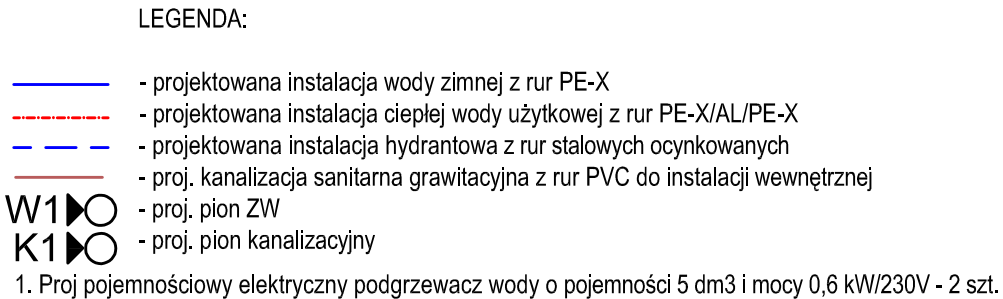 LEGENDA:
- projektowana instalacja wody zimnej z rur PE-X
- projektowana instalacja ciepłej wody użytkowej z rur PE-X/AL/PE-X
- projektowana instalacja hydrantowa z rur stalowych ocynkowanych
- proj. kanalizacja sanitarna grawitacyjna z rur PVC do instalacji wewnętrznej
W1 - proj. pion ZW
K1 - proj. pion kanalizacyjny
1. Proj pojemnościowy elektryczny podgrzewacz wody o pojemności 5 dm3 i mocy 0,6 kW/230V - 2 szt.